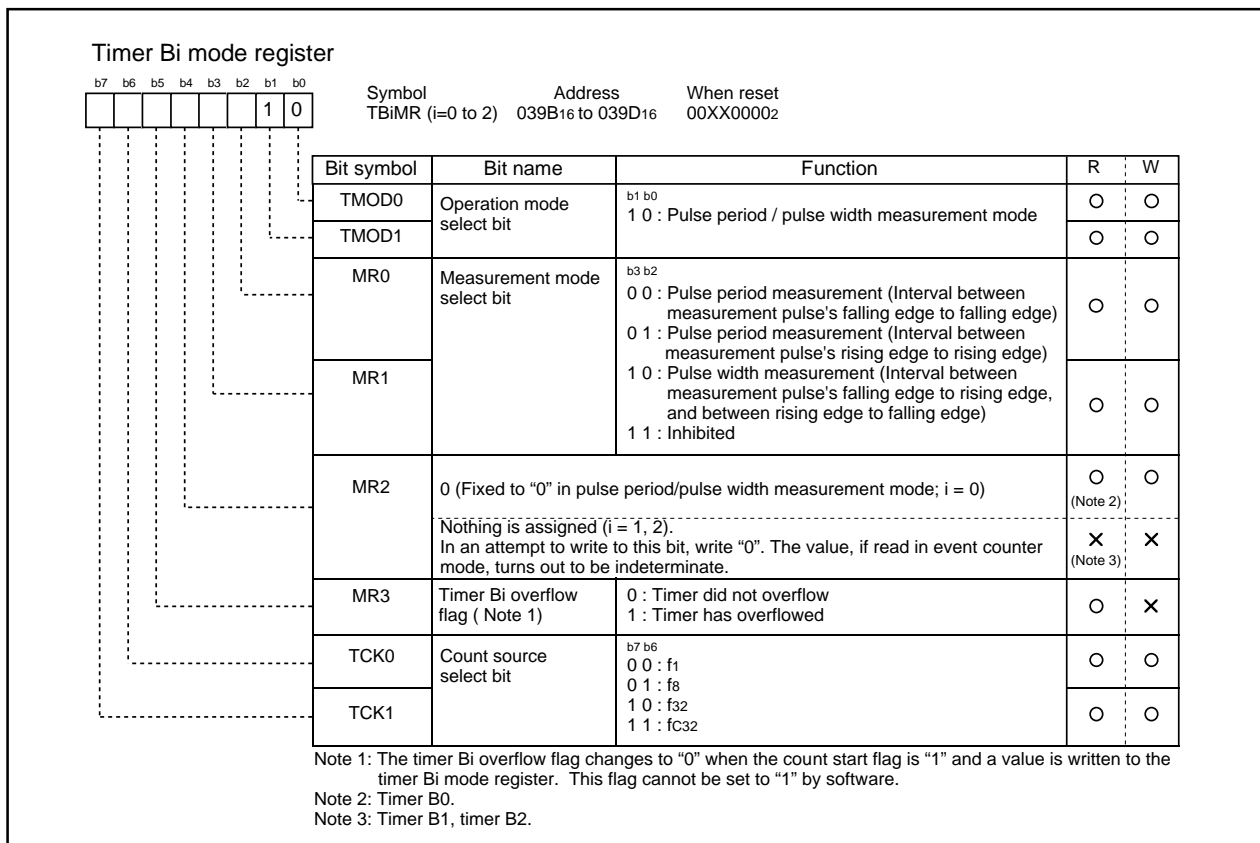 Timer Bi mode register
b7 b6 b5 b4 b3 b2 b1 b0
1 0
Symbol Address When reset
TBiMR (i=0 to 2) 039B16 to 039D16 00XX00002
Bit symbol Bit name Function R W
TMOD0 Operation mode select bit
b1 b0
1 0 : Pulse period / pulse width measurement mode
TMOD1
MR0 Measurement mode select bit
b3 b2
0 0 : Pulse period measurement (Interval between
measurement pulse's falling edge to falling edge)
0 1 : Pulse period measurement (Interval between
measurement pulse's rising edge to rising edge)
MR1
1 0 : Pulse width measurement (Interval between
measurement pulse's falling edge to rising edge,
and between rising edge to falling edge)
1 1 : Inhibited
MR2
0 (Fixed to “0” in pulse period/pulse width measurement mode; i = 0)
(Note 2)
Nothing is assigned (i = 1, 2).
In an attempt to write to this bit, write “0”. The value, if read in event counter
mode, turns out to be indeterminate.
(Note 3)
MR3 Timer Bi overflow
flag ( Note 1)
0 : Timer did not overflow
1 : Timer has overflowed
TCK0 Count source
select bit
b7 b6
0 0 : f1
0 1 : f8
TCK1
1 0 : f32
1 1 : fC32
Note 1: The timer Bi overflow flag changes to “0” when the count start flag is “1” and a value is written to the
timer Bi mode register. This flag cannot be set to “1” by software.
Note 2: Timer B0.
Note 3: Timer B1, timer B2.